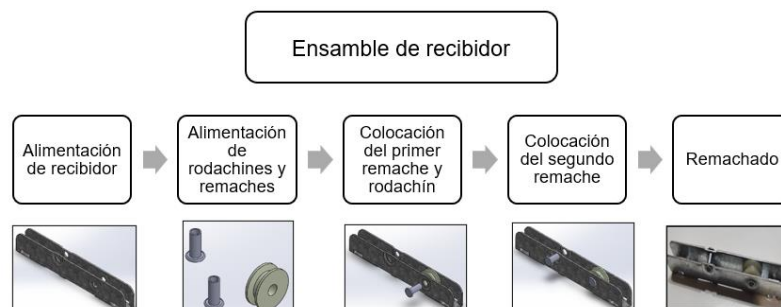 Ensamble de recibidor
Alimentación
de recibidor
Alimentación
de
rodachines y
remaches
Colocación
del primer
remache y
rodachín
Colocación
del segundo
remache
Remachado